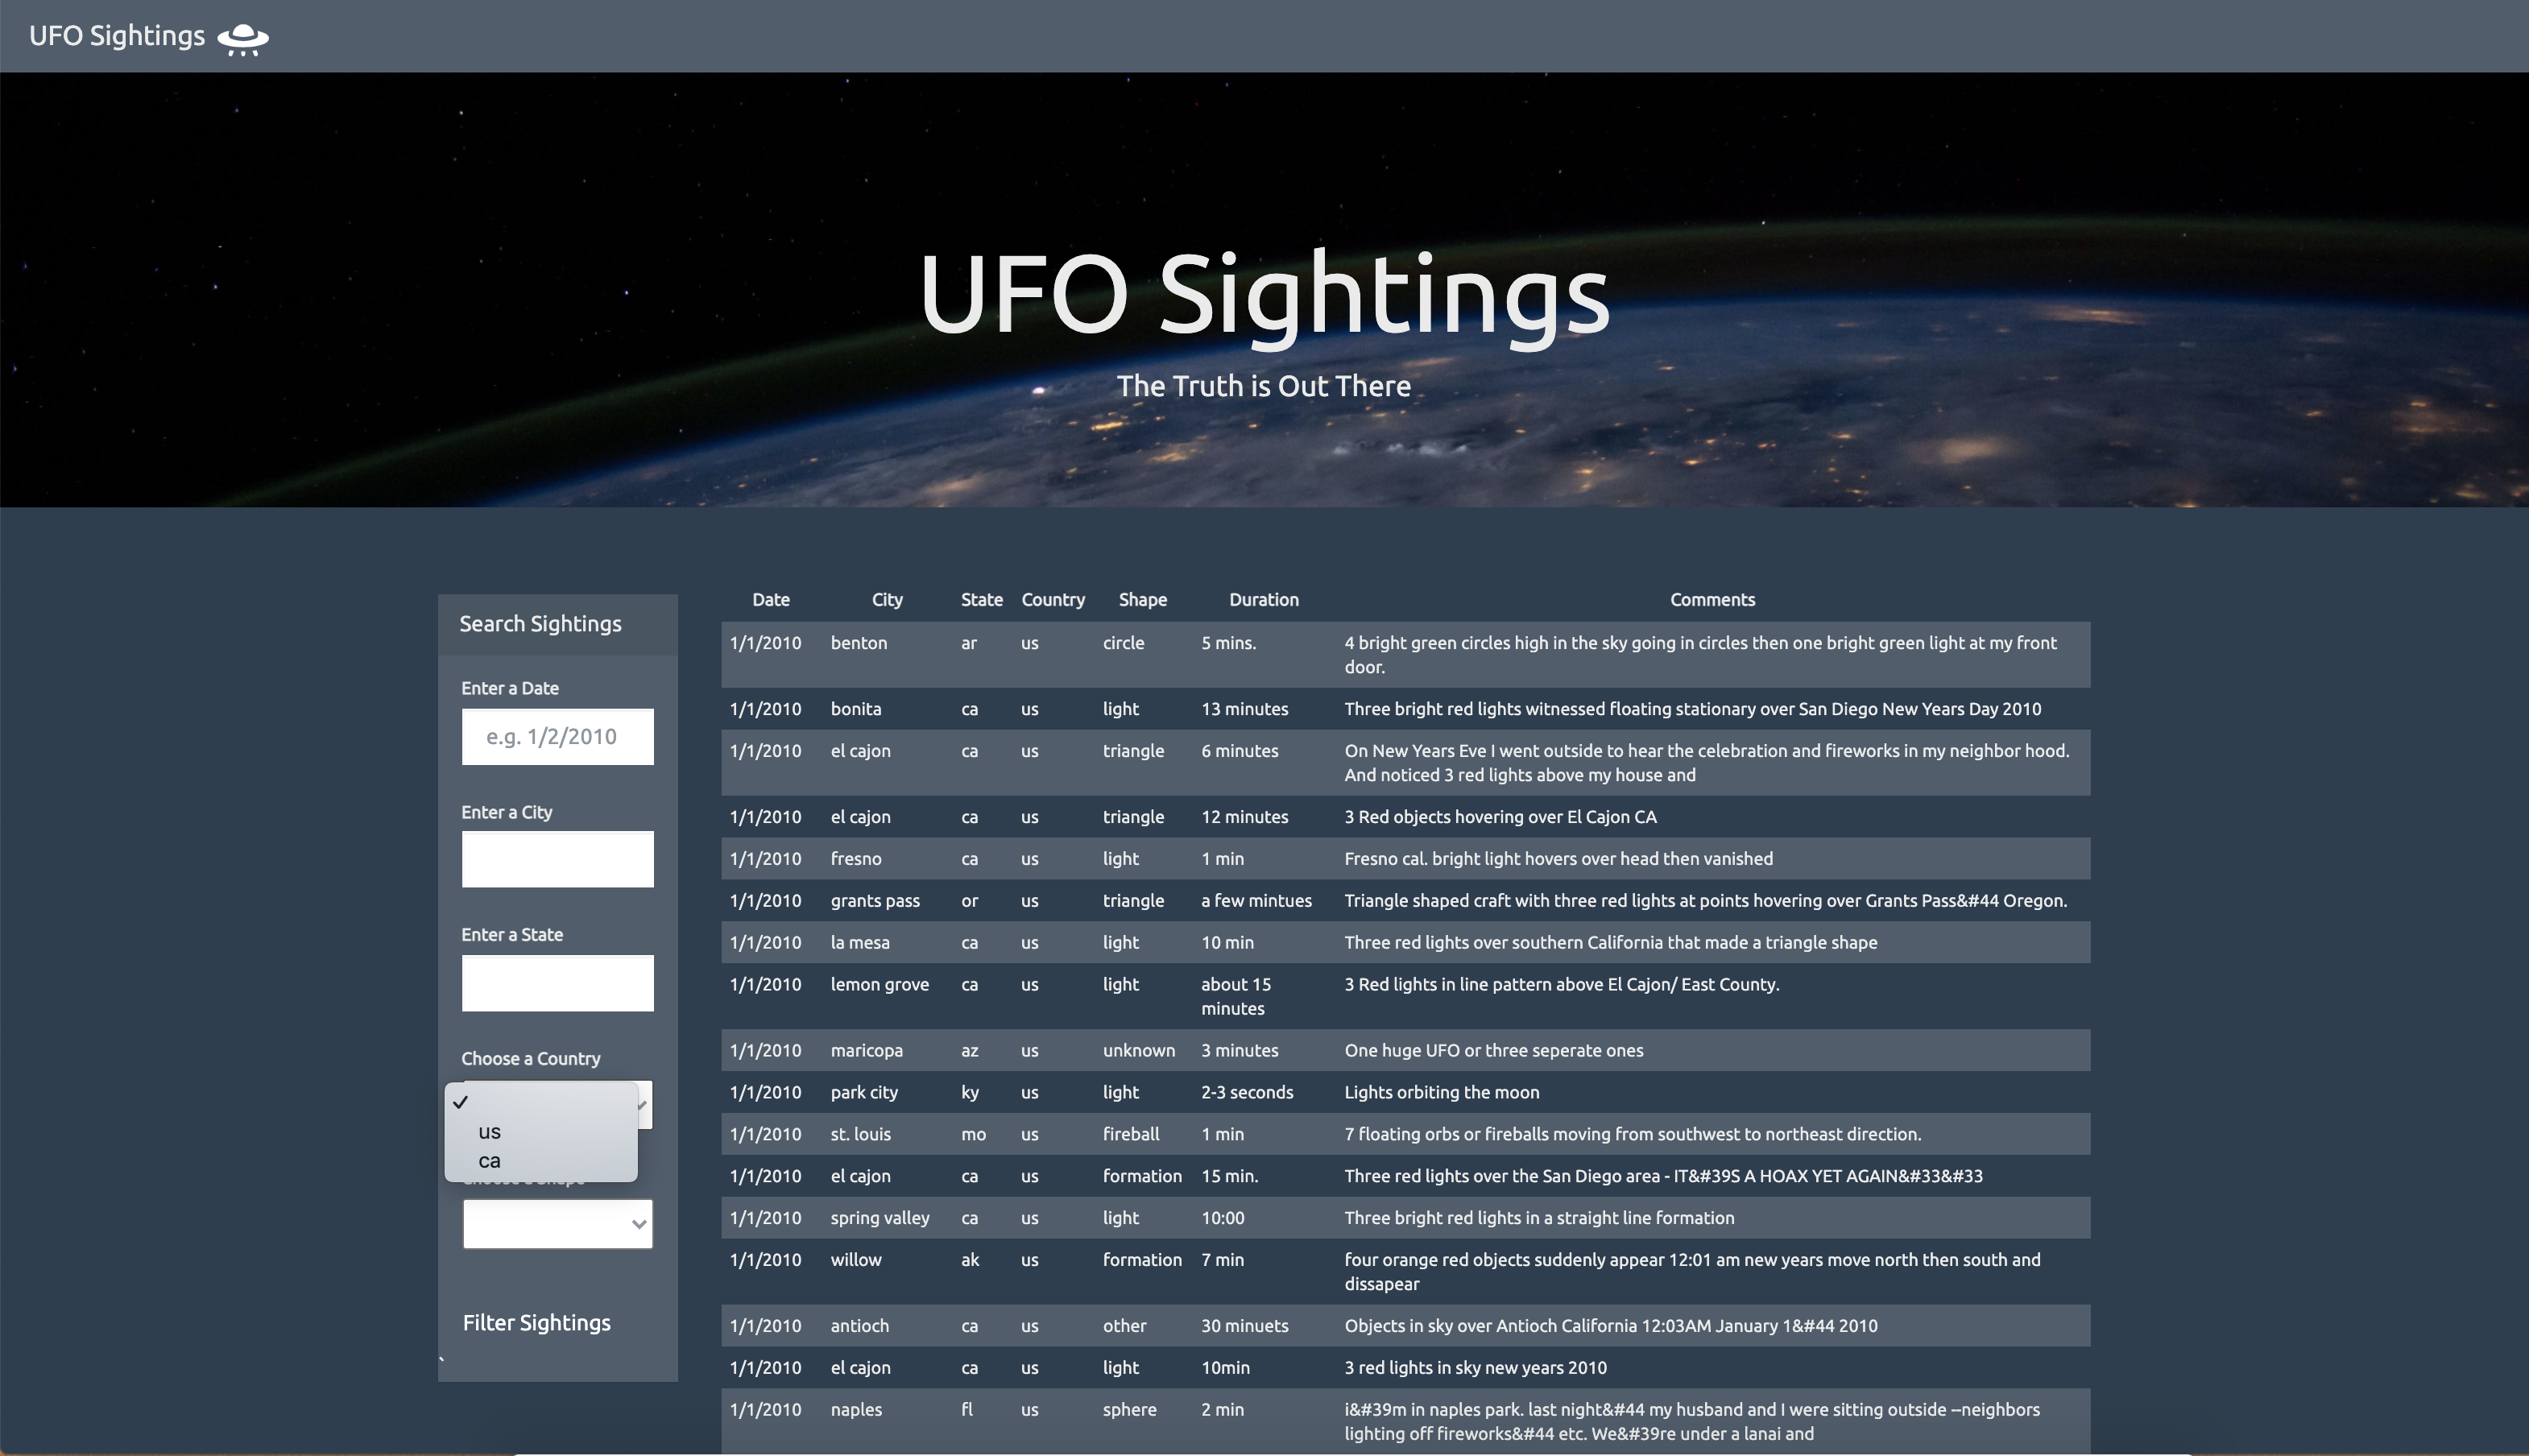 UFO Sightings
UFO Sightings
The Truth is Out There
Search Sightings
Enter a Date
e.g. 1/2/2010
Enter a City
Enter a State
Choose a Country
us
ca
Choose a Shape
Filter Sightings
`
Date City State Country Shape Duration Comments
1/1/2010 benton ar us circle 5 mins. 4 bright green circles high in the sky going in circles then one bright green light at my front
door.
1/1/2010 bonita ca us light 13 minutes Three bright red lights witnessed floating stationary over San Diego New Years Day 2010
1/1/2010 el cajon ca us triangle 6 minutes On New Years Eve I went outside to hear the celebration and fireworks in my neighbor hood.
And noticed 3 red lights above my house and
1/1/2010 el cajon ca us triangle 12 minutes 3 Red objects hovering over El Cajon CA
1/1/2010 fresno ca us light 1 min Fresno cal. bright light hovers over head then vanished
1/1/2010 grants pass or us triangle a few mintues Triangle shaped craft with three red lights at points hovering over Grants Pass&#44 Oregon.
1/1/2010 la mesa ca us light 10 min Three red lights over southern California that made a triangle shape
1/1/2010 lemon grove ca us light about 15 3 Red lights in line pattern above El Cajon/ East County.
minutes
1/1/2010 maricopa az us unknown 3 minutes One huge UFO or three seperate ones
1/1/2010 park city ky us light 2-3 seconds Lights orbiting the moon
1/1/2010 st. louis mo us fireball 1 min 7 floating orbs or fireballs moving from southwest to northeast direction.
1/1/2010 el cajon ca us formation 15 min. Three red lights over the San Diego area - IT&#39S A HOAX YET AGAIN&#33&#33
1/1/2010 spring valley ca us light 10:00 Three bright red lights in a straight line formation
1/1/2010 willow ak us formation 7 min four orange red objects suddenly appear 12:01 am new years move north then south and
dissapear
1/1/2010 antioch ca us other 30 minuets Objects in sky over Antioch California 12:03AM January 1&#44 2010
1/1/2010 el cajon ca us light 10min 3 red lights in sky new years 2010
1/1/2010 naples fl us sphere 2 min i&#39m in naples park. last night&#44 my husband and I were sitting outside --neighbors
lighting off fireworks&#44 etc. We&#39re under a lanai and